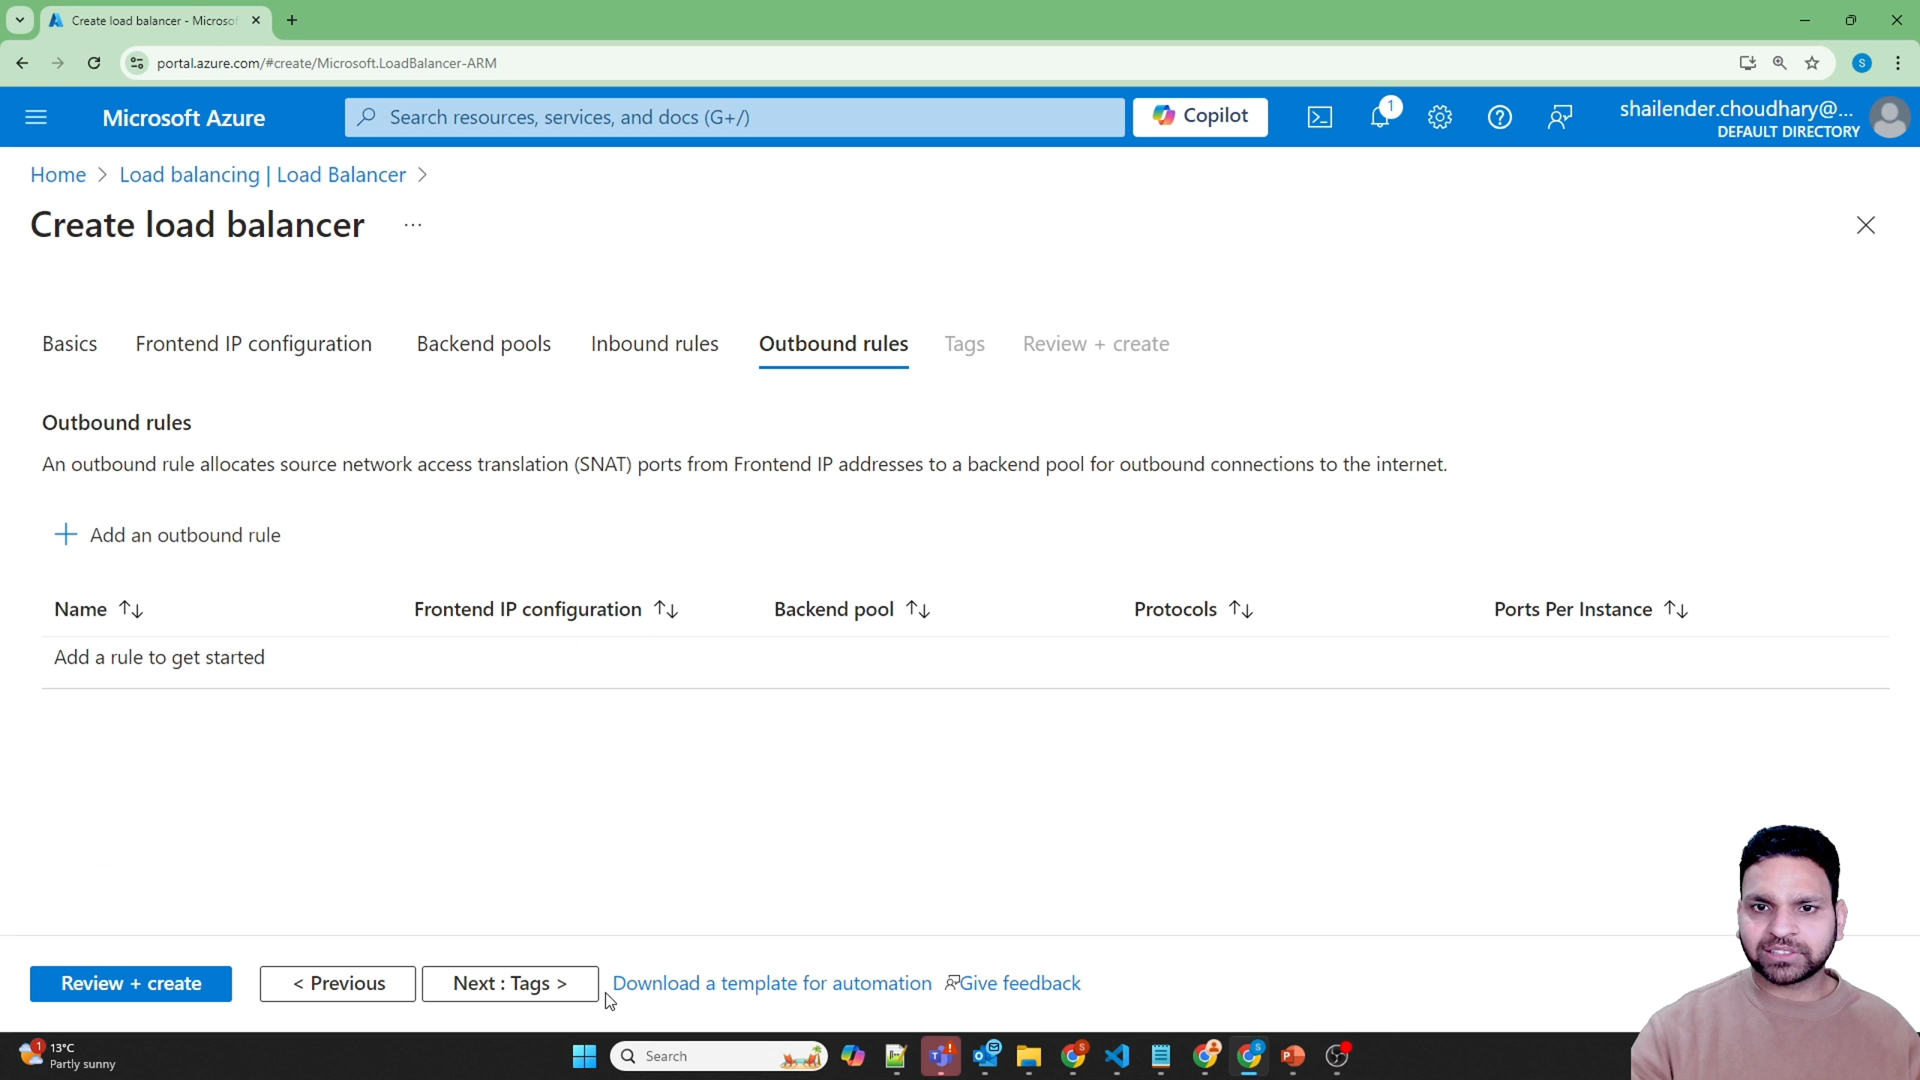 Create load balancer - Microsof
portal.azure.com/#create/Microsoft.LoadBalancer-ARM
S
Microsoft Azure
Search resources, services, and docs (G+/)
Copilot
1
shailender.choudhary@...
DEFAULT DIRECTORY
Home > Load balancing | Load Balancer >
Create load balancer ...
Basics Frontend IP configuration Backend pools Inbound rules Outbound rules Tags Review + create
Outbound rules
An outbound rule allocates source network access translation (SNAT) ports from Frontend IP addresses to a backend pool for outbound connections to the internet.
+ Add an outbound rule
Name ↑↓ Frontend IP configuration ↑↓ Backend pool ↑↓ Protocols ↑↓ Ports Per Instance ↑↓
Add a rule to get started
Review + create < Previous Next : Tags > Download a template for automation Give feedback
1
13°C
Partly sunny
Search